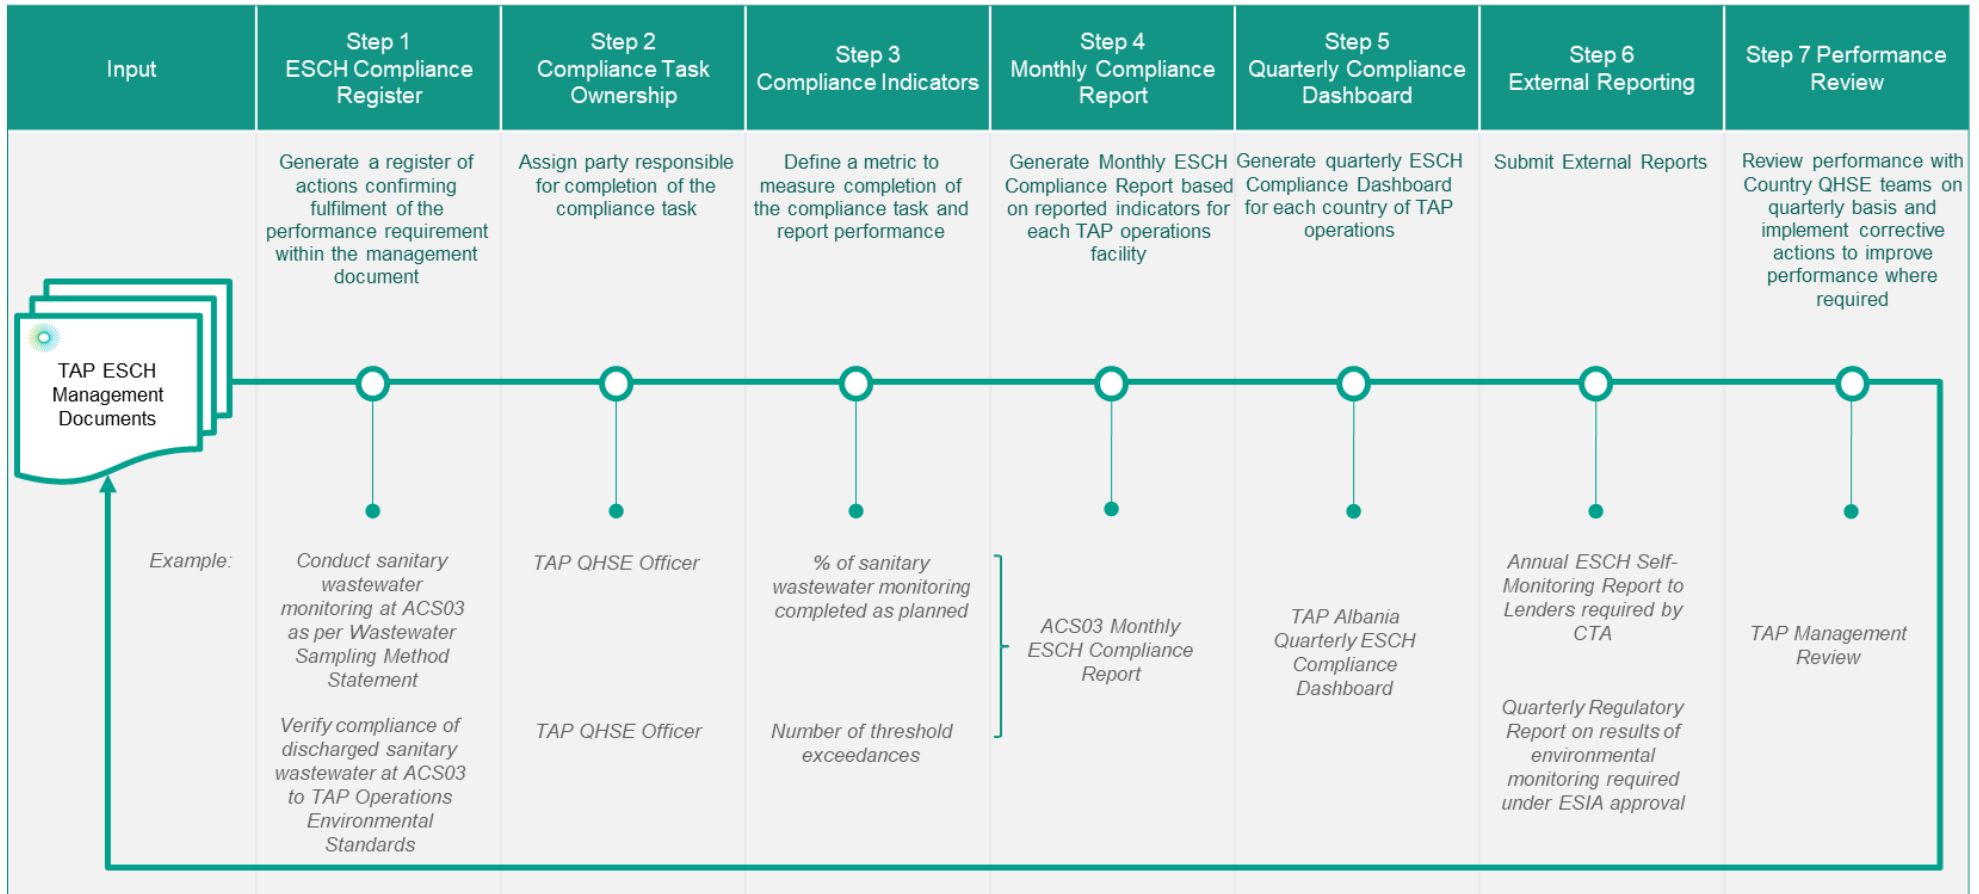 Input
Step 1
ESCH Compliance
Register
Step 2
Compliance Task
Ownership
Step 3
Compliance Indicators
Step 4
Monthly Compliance
Report
Step 5
Quarterly Compliance
Dashboard
Step 6
External Reporting
Step 7 Performance
Review
Generate a register of
actions confirming
fulfilment of the
performance requirement
within the management
document
Assign party responsible
for completion of the
compliance task
Define a metric to
measure completion of
the compliance task and
report performance
Generate Monthly ESCH
Compliance Report based
on reported indicators for
each TAP operations
facility
Generate quarterly ESCH
Compliance Dashboard
for each country of TAP
operations
Submit External Reports
Review performance with
Country QHSE teams on
quarterly basis and
implement corrective
actions to improve
performance where
required
TAP ESCH
Management
Documents
Example:
Conduct sanitary
wastewater
monitoring at ACS03
as per Wastewater
Sampling Method
Statement
Verify compliance of
discharged sanitary
wastewater at ACS03
to TAP Operations
Environmental
Standards
TAP QHSE Officer
TAP QHSE Officer
% of sanitary
wastewater monitoring
completed as planned
Number of threshold
exceedances
ACS03 Monthly
ESCH Compliance
Report
TAP Albania
Quarterly ESCH
Compliance
Dashboard
Annual ESCH Self-
Monitoring Report to
Lenders required by
CTA
Quarterly Regulatory
Report on results of
environmental
monitoring required
under ESIA approval
TAP Management
Review